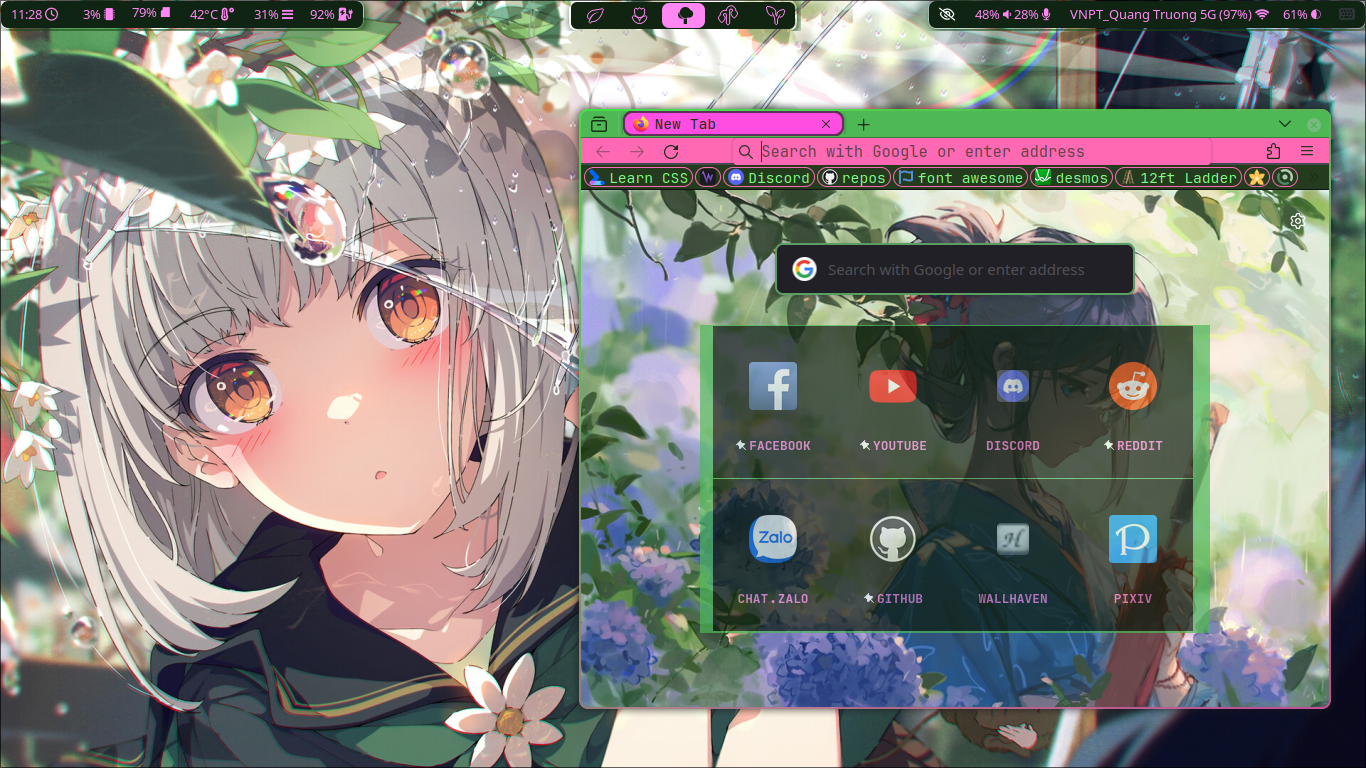 11:28 3% 79% 42°C 31% 92%
48% 28% VNPT_Quang Truong 5G (97%) 61%
New Tab
Search with Google or enter address
Learn CSS W Discord repos font awesome desmos 12ft Ladder
Search with Google or enter address
FACEBOOK YOUTUBE DISCORD REDDIT
Zalo H P
CHAT.ZALO GITHUB WALLHAVEN PIXIV